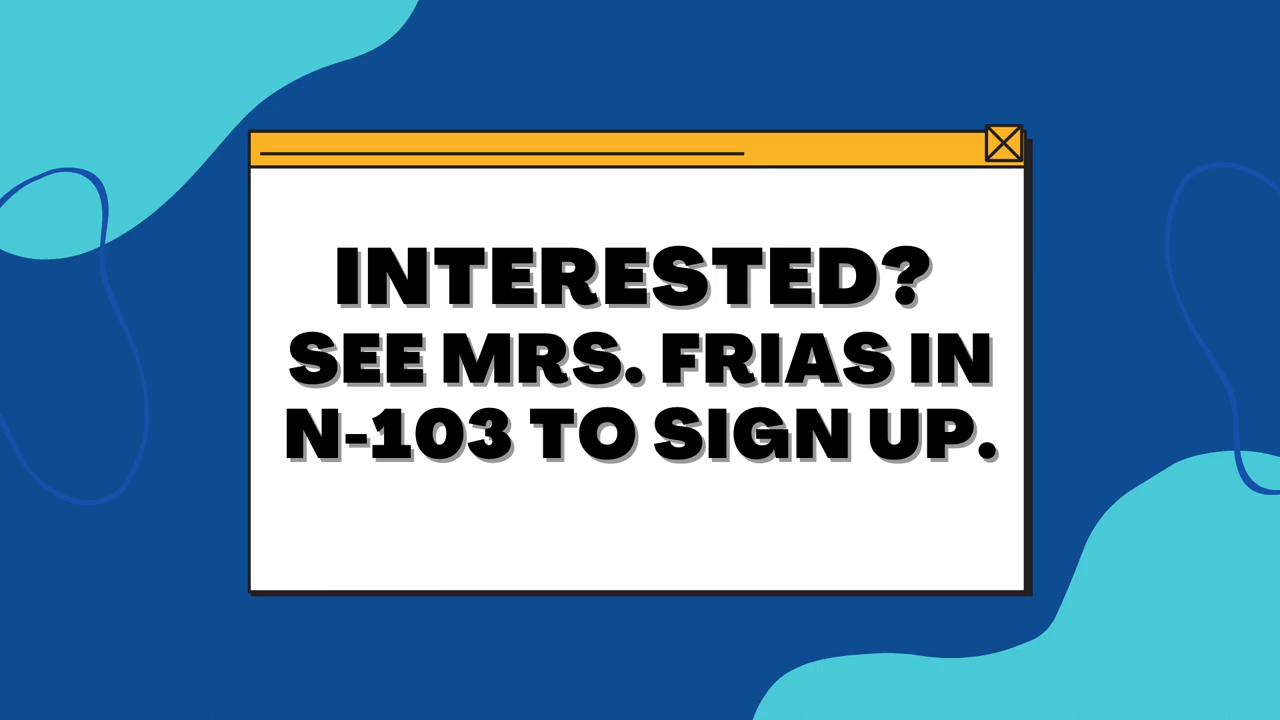 INTERESTED?
SEE MRS. FRIAS IN
N-103 TO SIGN UP.